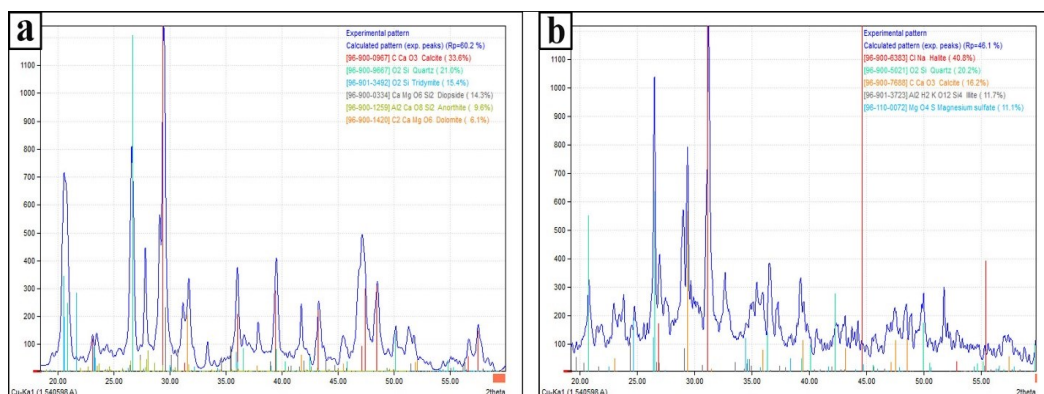 a
Experimental pattern
Calculated pattern (exp. peaks) (Rp=60.2 %)
[96-900-0967] C Ca O3 Calcite ( 33.6%)
[96-900-9667] O2 Si Quartz ( 21.0%)
[96-901-3492] O2 Si Tridymite ( 15.4%)
[96-900-0334] Ca Mg O6 Si2 Diopside ( 14.3%)
[96-900-1259] Al2 Ca O8 Si2 Anorthite ( 9.6%)
[96-900-1420] C2 Ca Mg O6 Dolomite ( 6.1%)
1100
1000
900
800
700
600
500
400
300
200
100
20.00 25.00 30.00 35.00 40.00 45.00 50.00 55.00
Cu-Ka1 (1.540598 A) 2theta
b
Experimental pattern
Calculated pattern (exp. peaks) (Rp=46.1 %)
[96-900-6383] Cl Na Halite ( 40.8%)
[96-900-5021] O2 Si Quartz ( 20.2%)
[96-900-7688] C Ca O3 Calcite ( 16.2%)
[96-901-3723] Al2 H2 K O12 Si4 Illite ( 11.7%)
[96-110-0072] Mg O4 S Magnesium sulfate ( 11.1%)
1100
1000
900
800
700
600
500
400
300
200
100
20.00 25.00 30.00 35.00 40.00 45.00 50.00 55.00
Cu-Ka1 (1.540598 A) 2theta